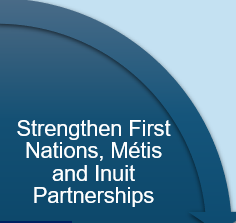 Strengthen First
Nations, Métis
and Inuit
Partnerships